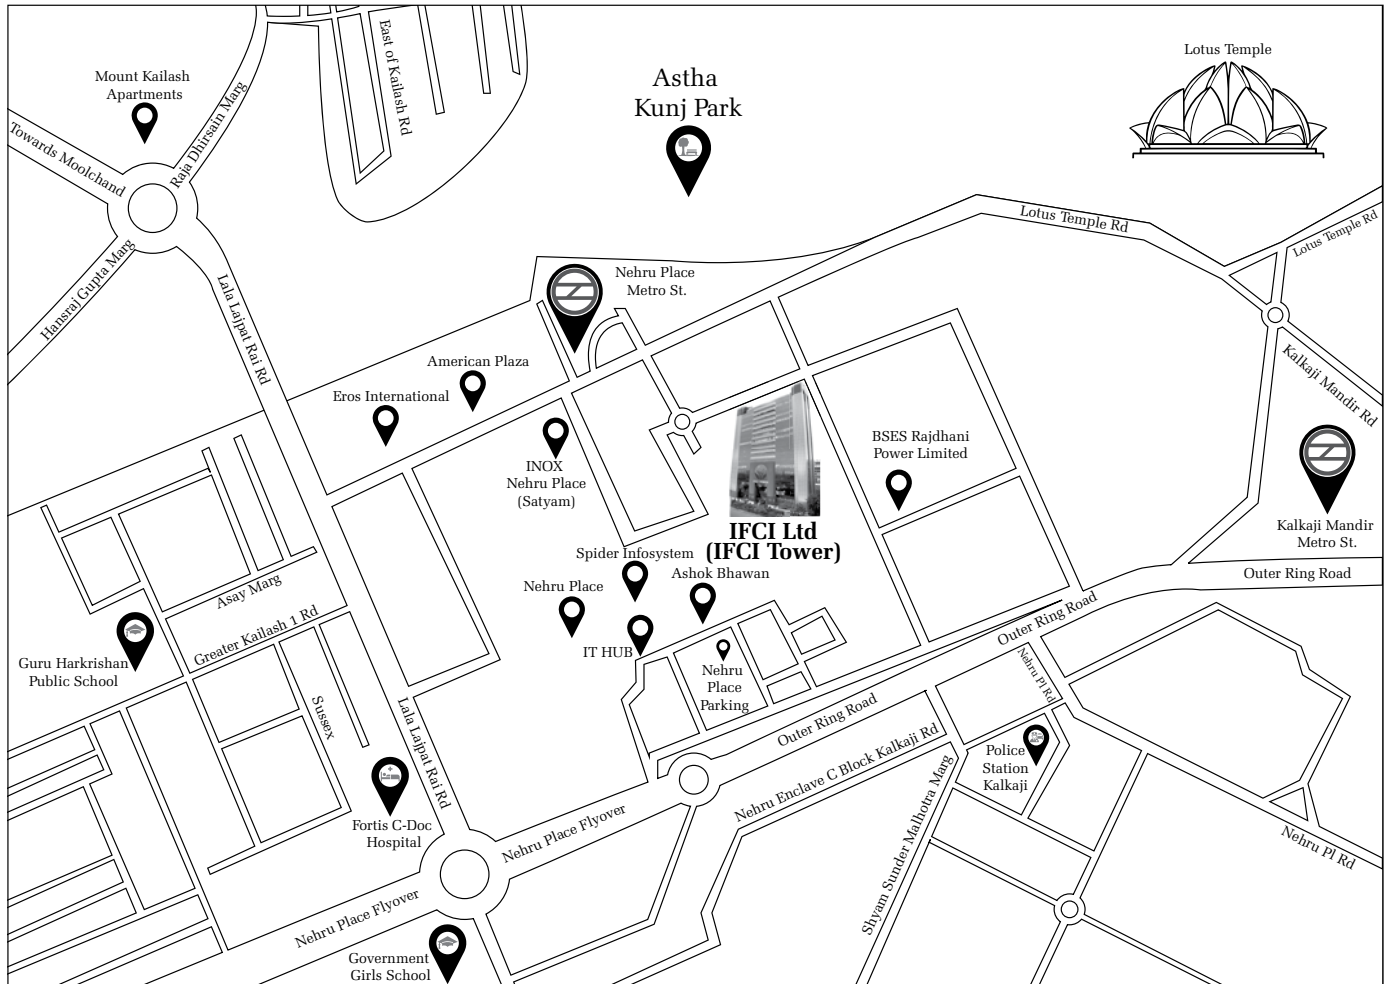 Lotus Temple
Mount Kailash
Apartments
East of Kailash Rd
Astha
Kunj Park
Raja Dhirsain Marg
Towards Moolchand
Lotus Temple Rd
Lotus Temple Rd
Hansraj Gupta Marg
Lala Lajpat Rai Rd
Nehru Place
Metro St.
American Plaza
Eros International
Kalkaji Mandir Rd
INOX
Nehru Place
(Satyam)
BSES Rajdhani
Power Limited
IFCI Ltd
(IFCI Tower)
Kalkaji Mandir
Metro St.
Spider Infosystem
Ashok Bhawan
Nehru Place
Outer Ring Road
Asay Marg
Greater Kailash 1 Rd
Outer Ring Road
IT HUB
Guru Harkrishan
Public School
Nehru
Place
Parking
Nehru Pl Rd
Sussex
Lala Lajpat Rai Rd
Outer Ring Road
Nehru Enclave C Block Kalkaji Rd
Police
Station
Kalkaji
Shyam Sunder Malhotra Marg
Fortis C-Doc
Hospital
Nehru Place Flyover
Nehru Pl Rd
Nehru Place Flyover
Government
Girls School